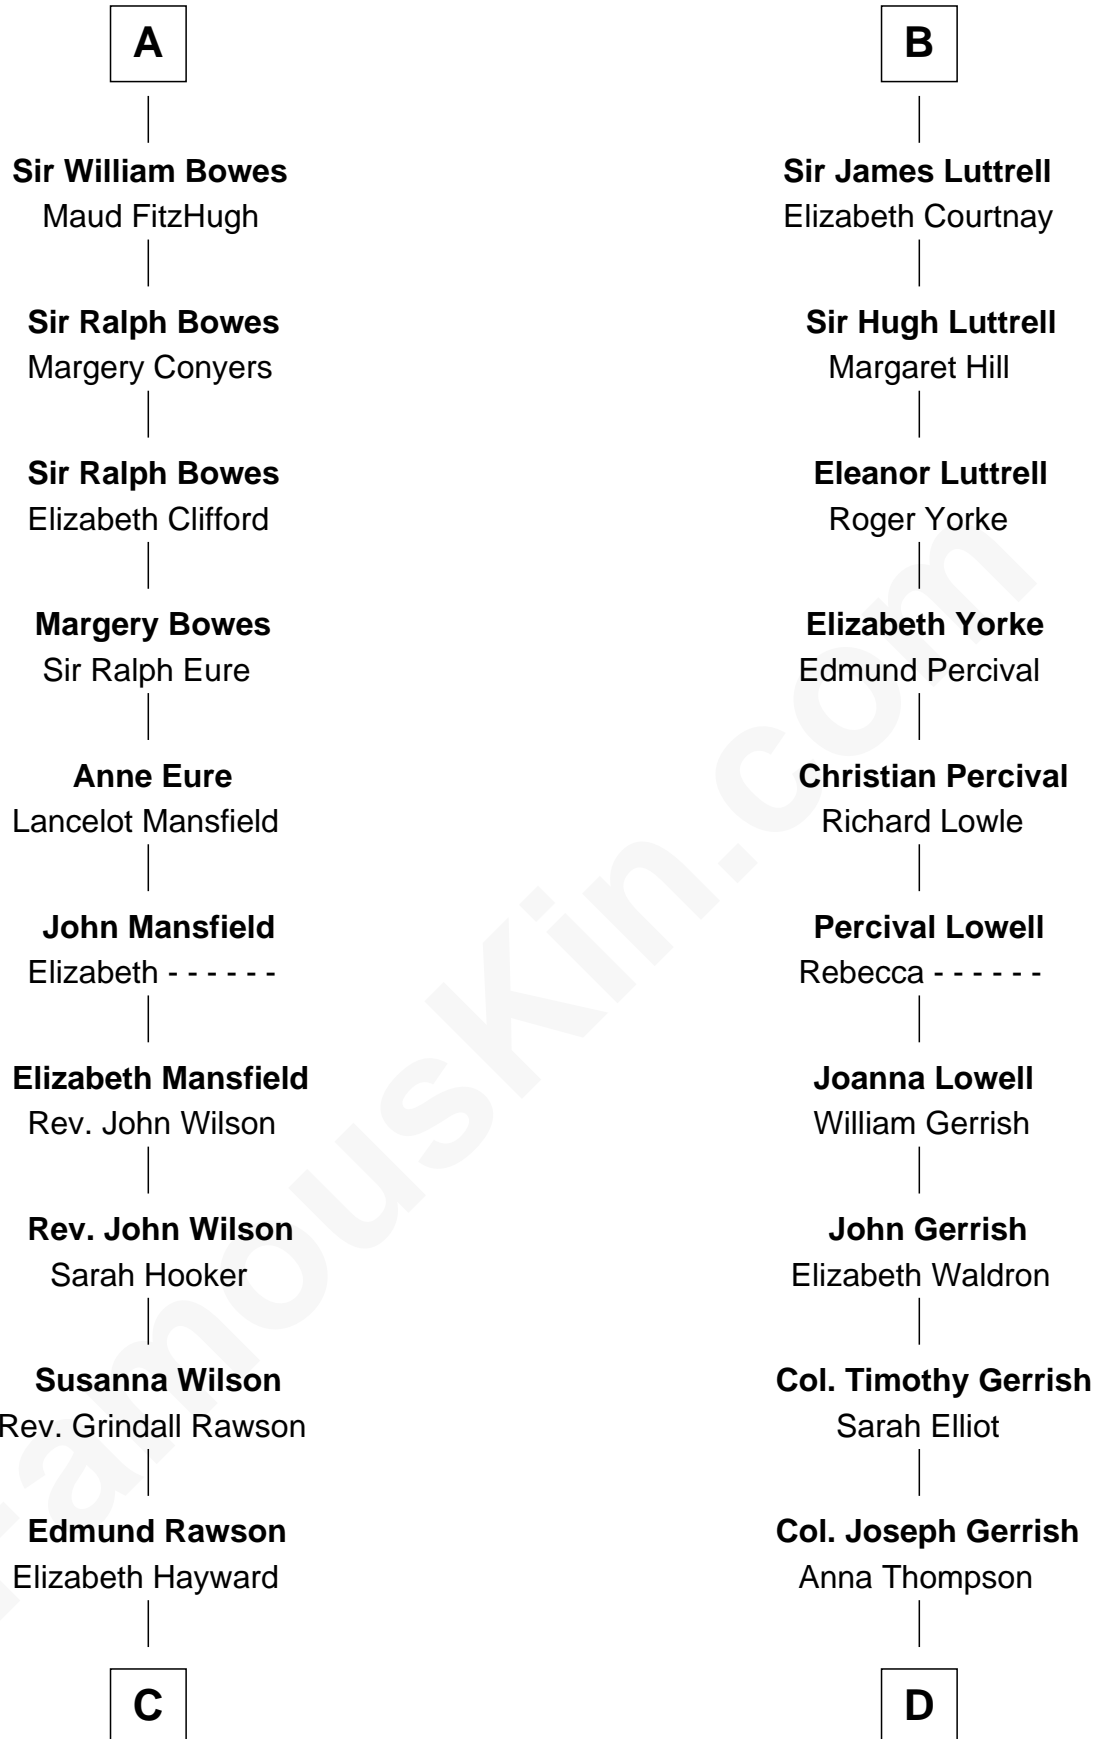 A
Sir William Bowes
Maud FitzHugh
Sir Ralph Bowes
Margery Conyers
Sir Ralph Bowes
Elizabeth Clifford
Margery Bowes
Sir Ralph Eure
Anne Eure
Lancelot Mansfield
John Mansfield
Elizabeth - - - - - -
Elizabeth Mansfield
Rev. John Wilson
Rev. John Wilson
Sarah Hooker
Susanna Wilson
Rev. Grindall Rawson
Edmund Rawson
Elizabeth Hayward
C
B
Sir James Luttrell
Elizabeth Courtnay
Sir Hugh Luttrell
Margaret Hill
Eleanor Luttrell
Roger Yorke
Elizabeth Yorke
Edmund Percival
Christian Percival
Richard Lowle
Percival Lowell
Rebecca - - - - - -
Joanna Lowell
William Gerrish
John Gerrish
Elizabeth Waldron
Col. Timothy Gerrish
Sarah Elliot
Col. Joseph Gerrish
Anna Thompson
D
FamousKin.com